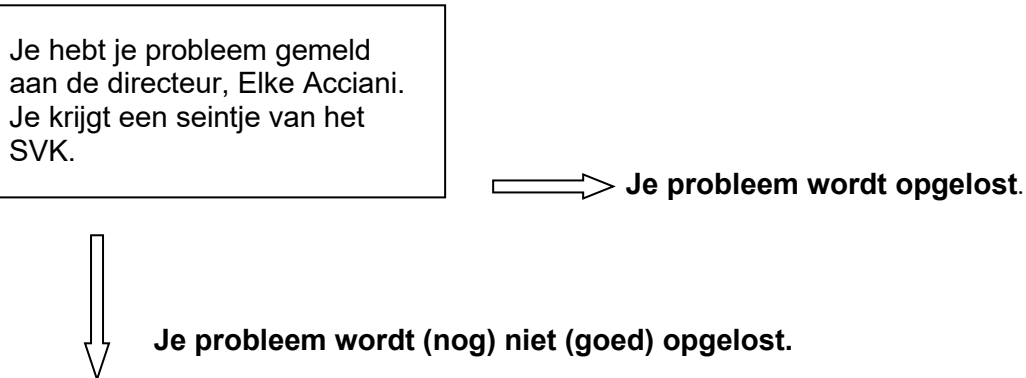 Je hebt je probleem gemeld
aan de directeur, Elke Acciani.
Je krijgt een seintje van het
SVK.
Je probleem wordt opgelost.
Je probleem wordt (nog) niet (goed) opgelost.